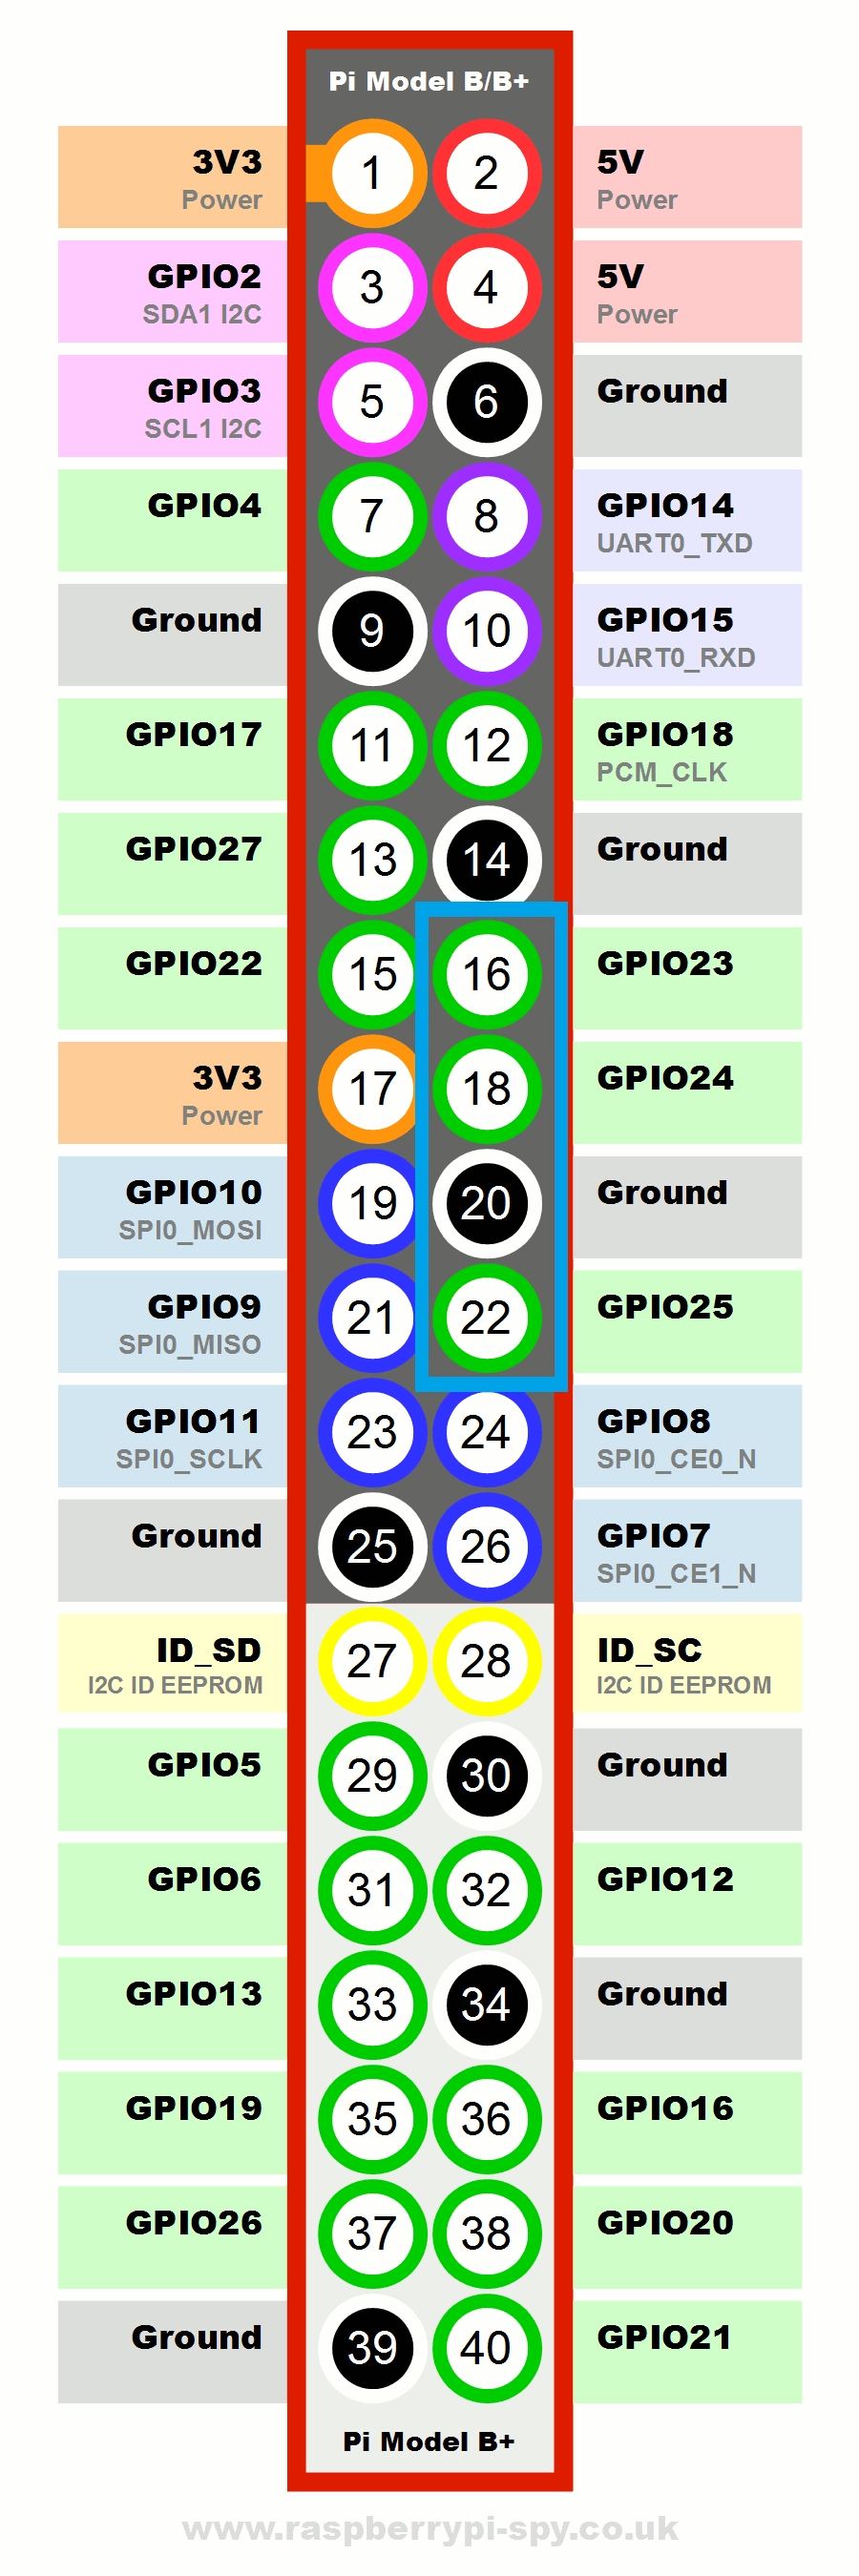 Pi Model B/B+
3V3 1 2 5V
Power Power
GPIO2 3 4 5V
SDA1 I2C Power
GPIO3 5 6 Ground
SCL1 I2C
GPIO4 7 8 GPIO14
UART0_TXD
Ground 9 10 GPIO15
UART0_RXD
GPIO17 11 12 GPIO18
PCM_CLK
GPIO27 13 14 Ground
GPIO22 15 16 GPIO23
3V3 17 18 GPIO24
Power
GPIO10 19 20 Ground
SPI0_MOSI
GPIO9 21 22 GPIO25
SPI0_MISO
GPIO11 23 24 GPIO8
SPI0_SCLK SPI0_CE0_N
Ground 25 26 GPIO7
SPI0_CE1_N
ID_SD 27 28 ID_SC
I2C ID EEPROM I2C ID EEPROM
GPIO5 29 30 Ground
GPIO6 31 32 GPIO12
GPIO13 33 34 Ground
GPIO19 35 36 GPIO16
GPIO26 37 38 GPIO20
Ground 39 40 GPIO21
Pi Model B+
www.raspberrypi-spy.co.uk